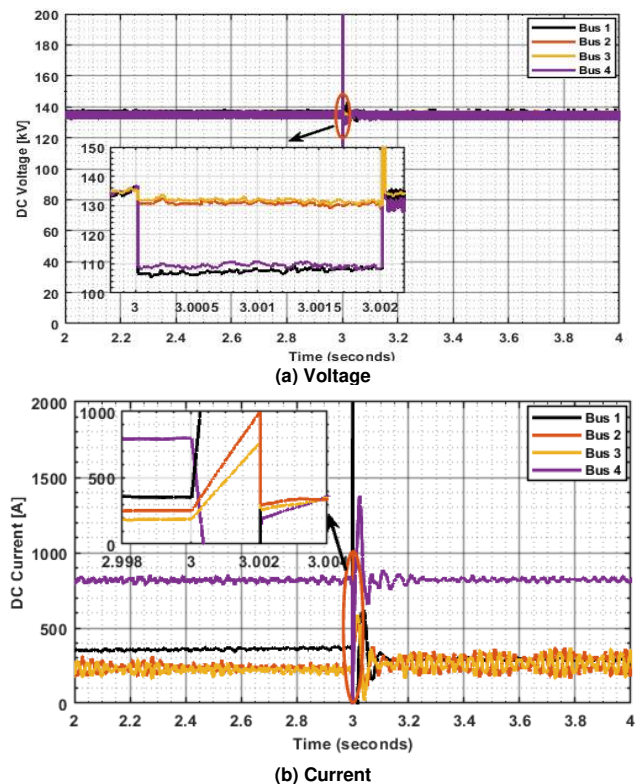 200
180
160
140
120
100
80
60
40
20
0
DC Voltage [kV]
Bus 1
Bus 2
Bus 3
Bus 4
150
140
130
120
110
100
3 3.0005 3.001 3.0015 3.002
2 2.2 2.4 2.6 2.8 3 3.2 3.4 3.6 3.8 4
Time (seconds)
(a) Voltage
2000
1500
1000
500
0
DC Current [A]
Bus 1
Bus 2
Bus 3
Bus 4
1000
500
0
2.998 3 3.002 3.004
2 2.2 2.4 2.6 2.8 3 3.2 3.4 3.6 3.8 4
Time (seconds)
(b) Current